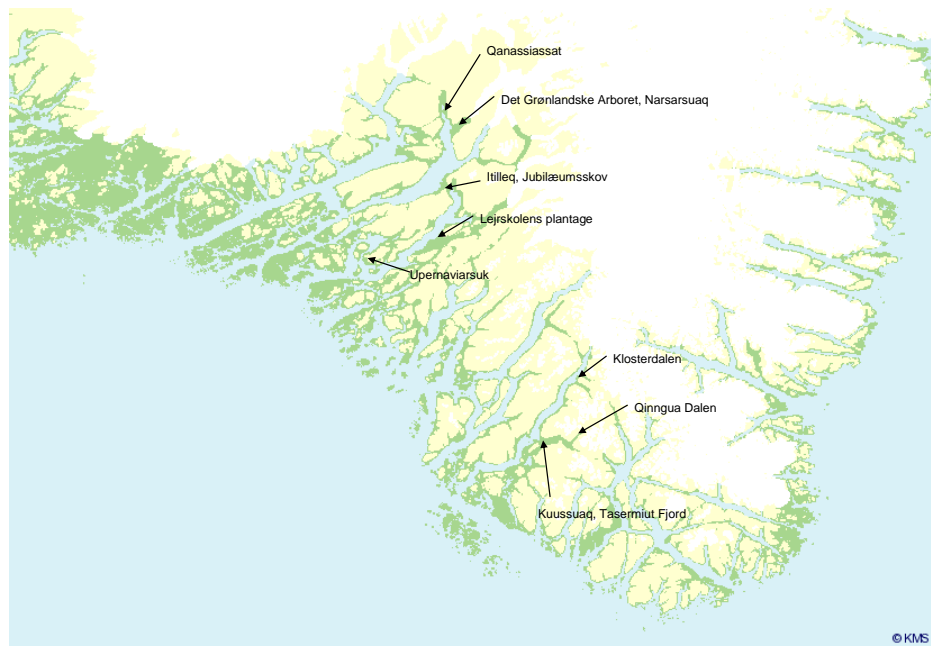 Qanassiassat
Det Grønlandske Arboret, Narsarsuaq
Itilleq, Jubilæumsskov
Lejrskolens plantage
Upernaviarsuk
Klosterdalen
Qinngua Dalen
Kuussuaq, Tasermiut Fjord
© KMS